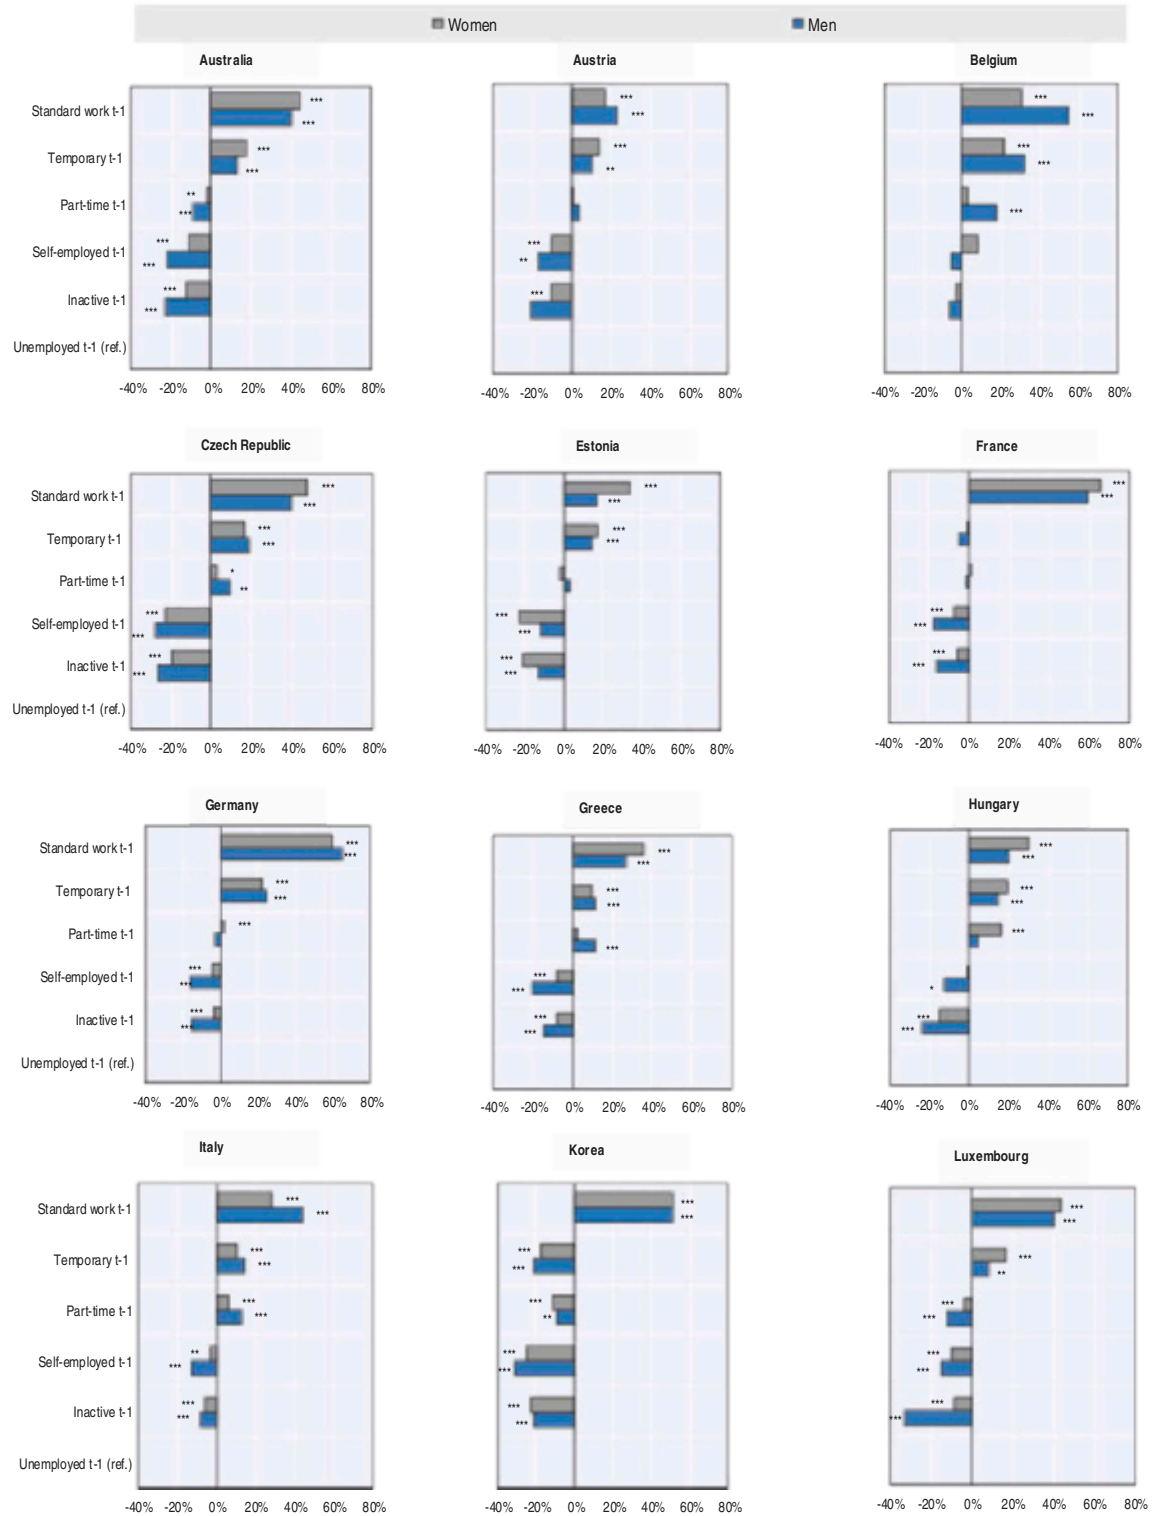 Women Men
Australia Austria Belgium
Standard work t-1 *** *** *** *** *** ***
Temporary t-1 *** *** *** ** *** ***
Part-time t-1 ** *** ***
Self-employed t-1 *** *** *** **
Inactive t-1 *** *** ***
Unemployed t-1 (ref.)
-40% -20% 0% 20% 40% 60% 80% -40% -20% 0% 20% 40% 60% 80% -40% -20% 0% 20% 40% 60% 80%
Czech Republic Estonia France
Standard work t-1 *** *** *** *** *** ***
Temporary t-1 *** *** *** ***
Part-time t-1 * **
Self-employed t-1 *** *** *** *** *** ***
Inactive t-1 *** *** *** *** *** ***
Unemployed t-1 (ref.)
-40% -20% 0% 20% 40% 60% 80% -40% -20% 0% 20% 40% 60% 80% -40% -20% 0% 20% 40% 60% 80%
Germany Greece Hungary
Standard work t-1 *** *** *** *** *** ***
Temporary t-1 *** *** *** *** *** ***
Part-time t-1 *** *** ***
Self-employed t-1 *** *** *** *** *
Inactive t-1 *** *** *** *** *** ***
Unemployed t-1 (ref.)
-40% -20% 0% 20% 40% 60% 80% -40% -20% 0% 20% 40% 60% 80% -40% -20% 0% 20% 40% 60% 80%
Italy Korea Luxembourg
Standard work t-1 *** *** *** *** *** ***
Temporary t-1 *** *** *** *** *** **
Part-time t-1 *** *** *** ** *** ***
Self-employed t-1 ** *** *** *** *** ***
Inactive t-1 *** *** *** *** *** ***
Unemployed t-1 (ref.)
-40% -20% 0% 20% 40% 60% 80% -40% -20% 0% 20% 40% 60% 80% -40% -20% 0% 20% 40% 60% 80%